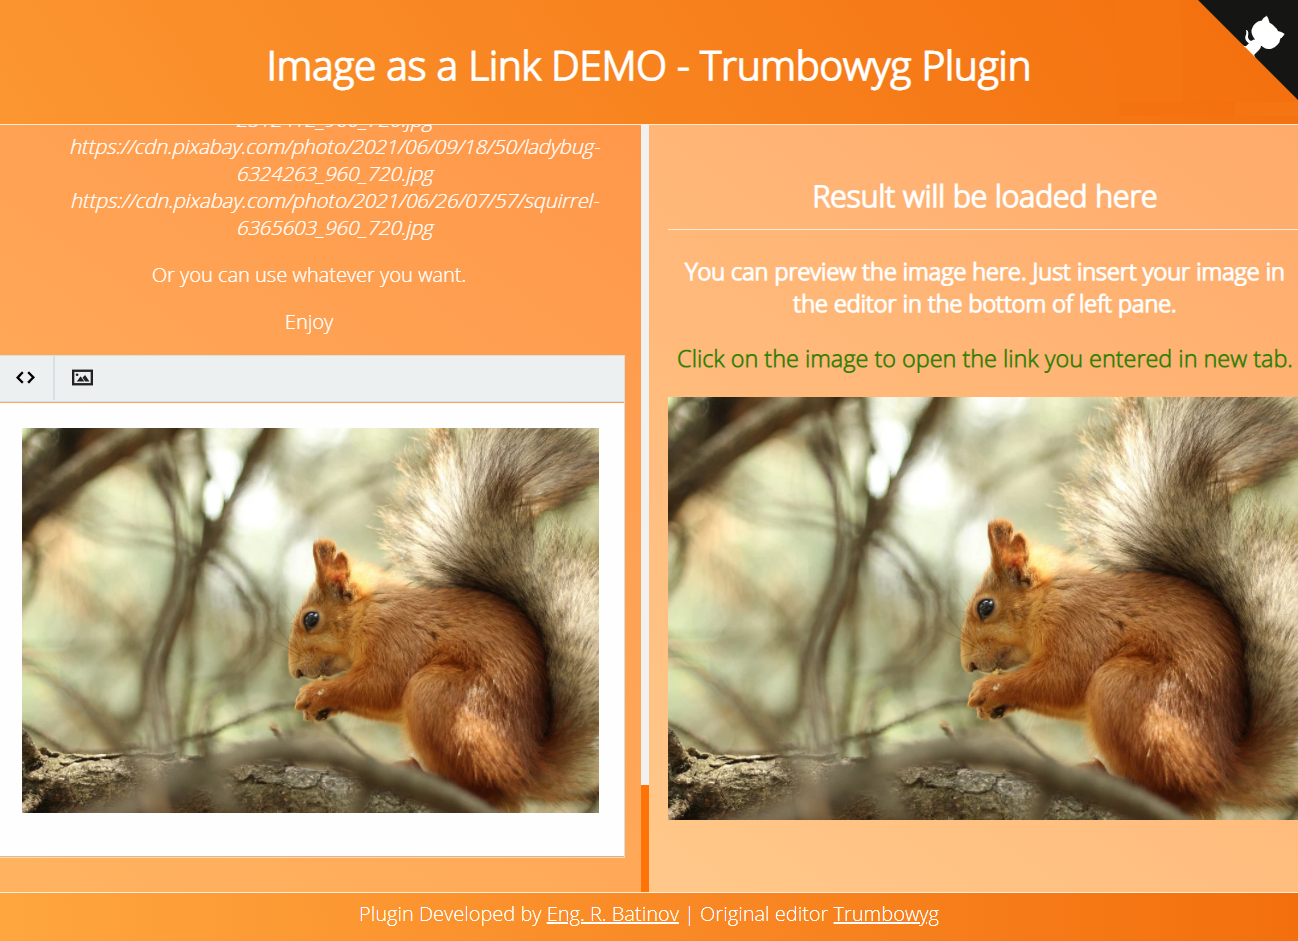 Image as a Link DEMO - Trumbowyg Plugin
https://cdn.pixabay.com/photo/2021/06/09/18/50/ladybug-
6324263_960_720.jpg
https://cdn.pixabay.com/photo/2021/06/26/07/57/squirrel-
6365603_960_720.jpg
Or you can use whatever you want.
Enjoy
Result will be loaded here
You can preview the image here. Just insert your image in
the editor in the bottom of left pane.
Click on the image to open the link you entered in new tab.
Plugin Developed by Eng. R. Batinov | Original editor Trumbowyg